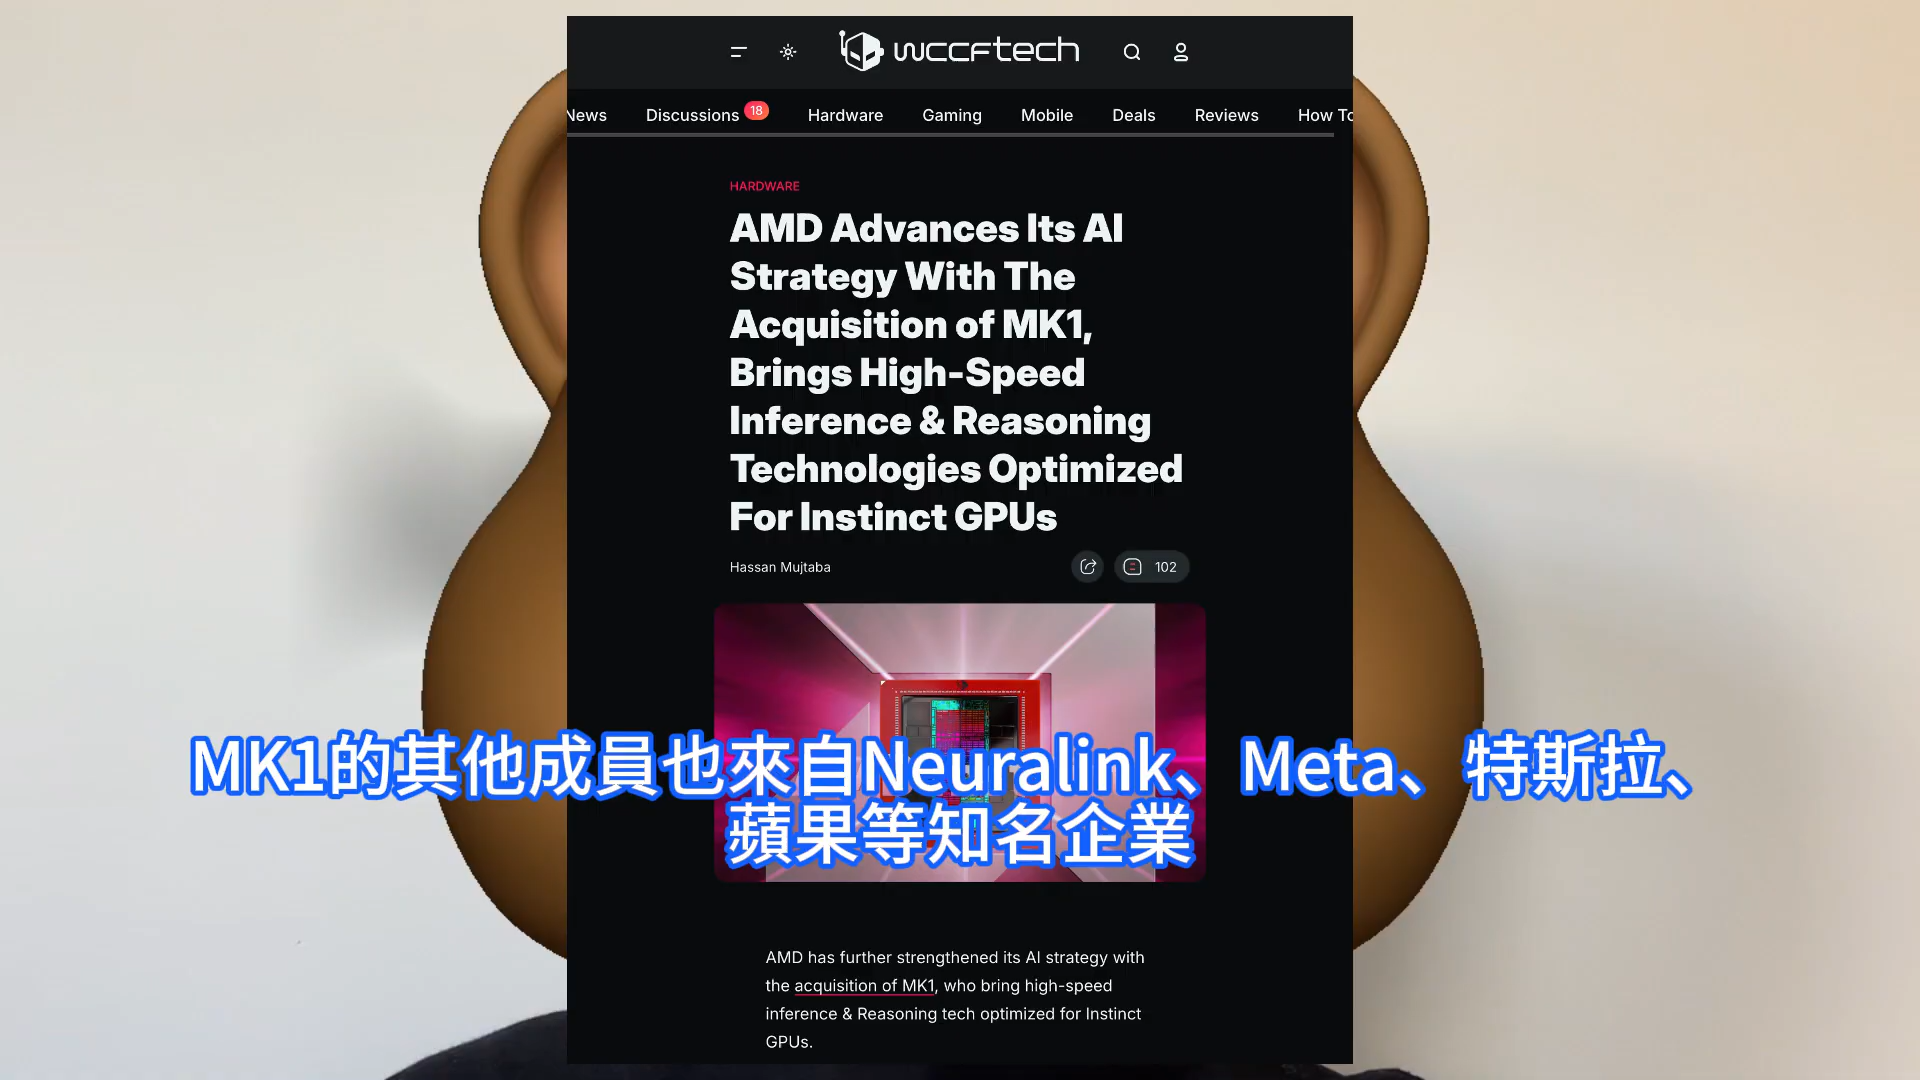 wccftech
News Discussions 18 Hardware Gaming Mobile Deals Reviews How To
HARDWARE
AMD Advances Its AI
Strategy With The
Acquisition of MK1,
Brings High-Speed
Inference & Reasoning
Technologies Optimized
For Instinct GPUs
Hassan Mujtaba 102
MK1的其他成員也來自Neuralink、Meta、特斯拉、
蘋果等知名企業
AMD has further strengthened its AI strategy with
the acquisition of MK1, who bring high-speed
inference & Reasoning tech optimized for Instinct
GPUs.